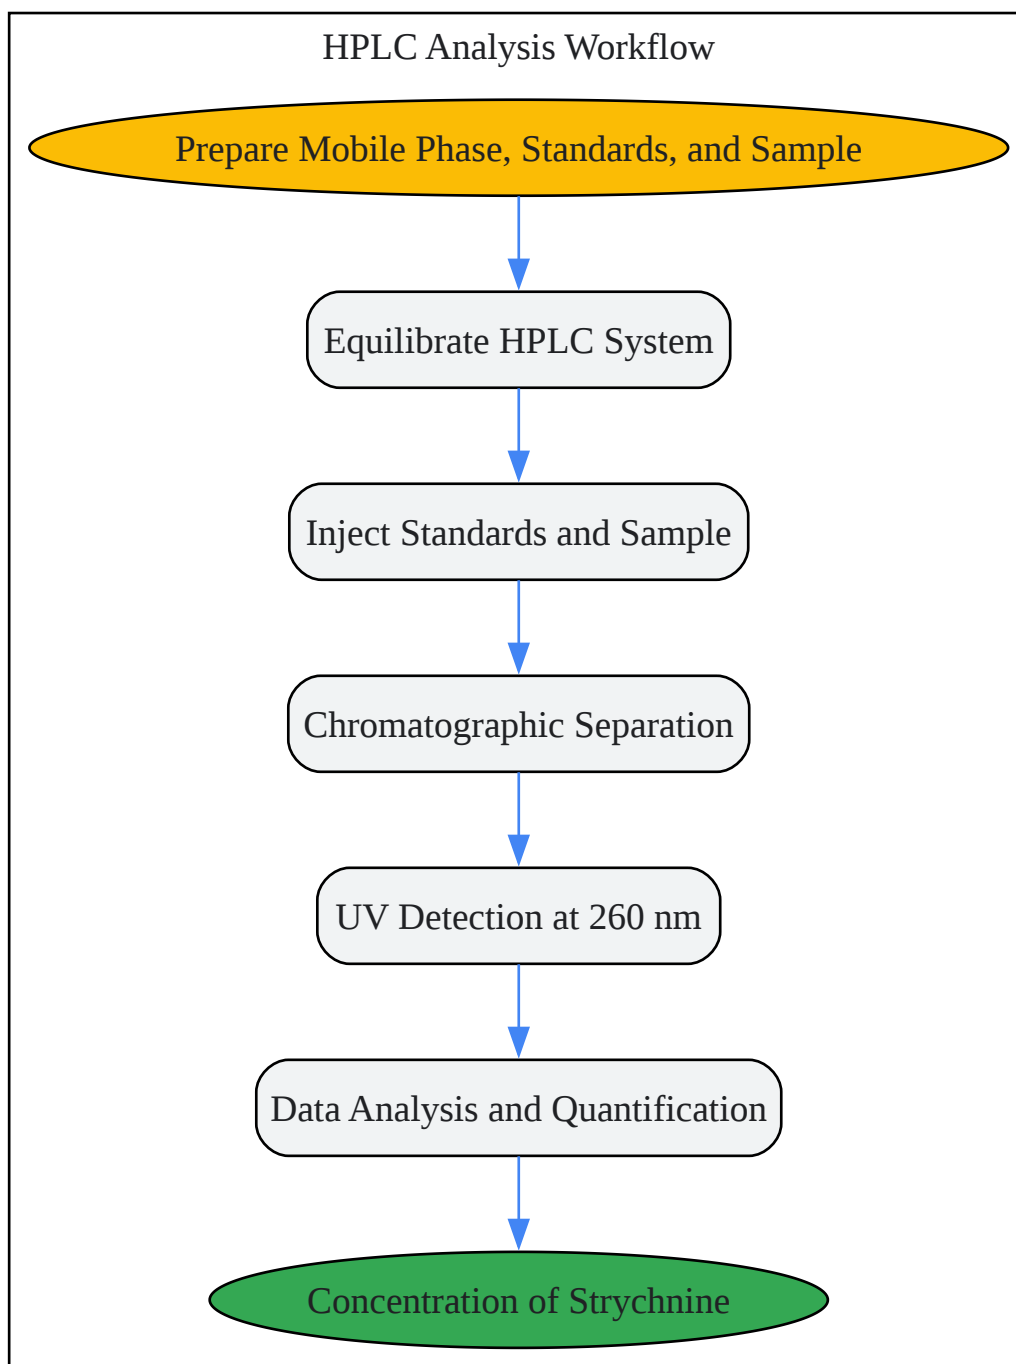 HPLC Analysis Workflow
Prepare Mobile Phase, Standards, and Sample
Equilibrate HPLC System
Inject Standards and Sample
Chromatographic Separation
UV Detection at 260 nm
Data Analysis and Quantification
Concentration of Strychnine